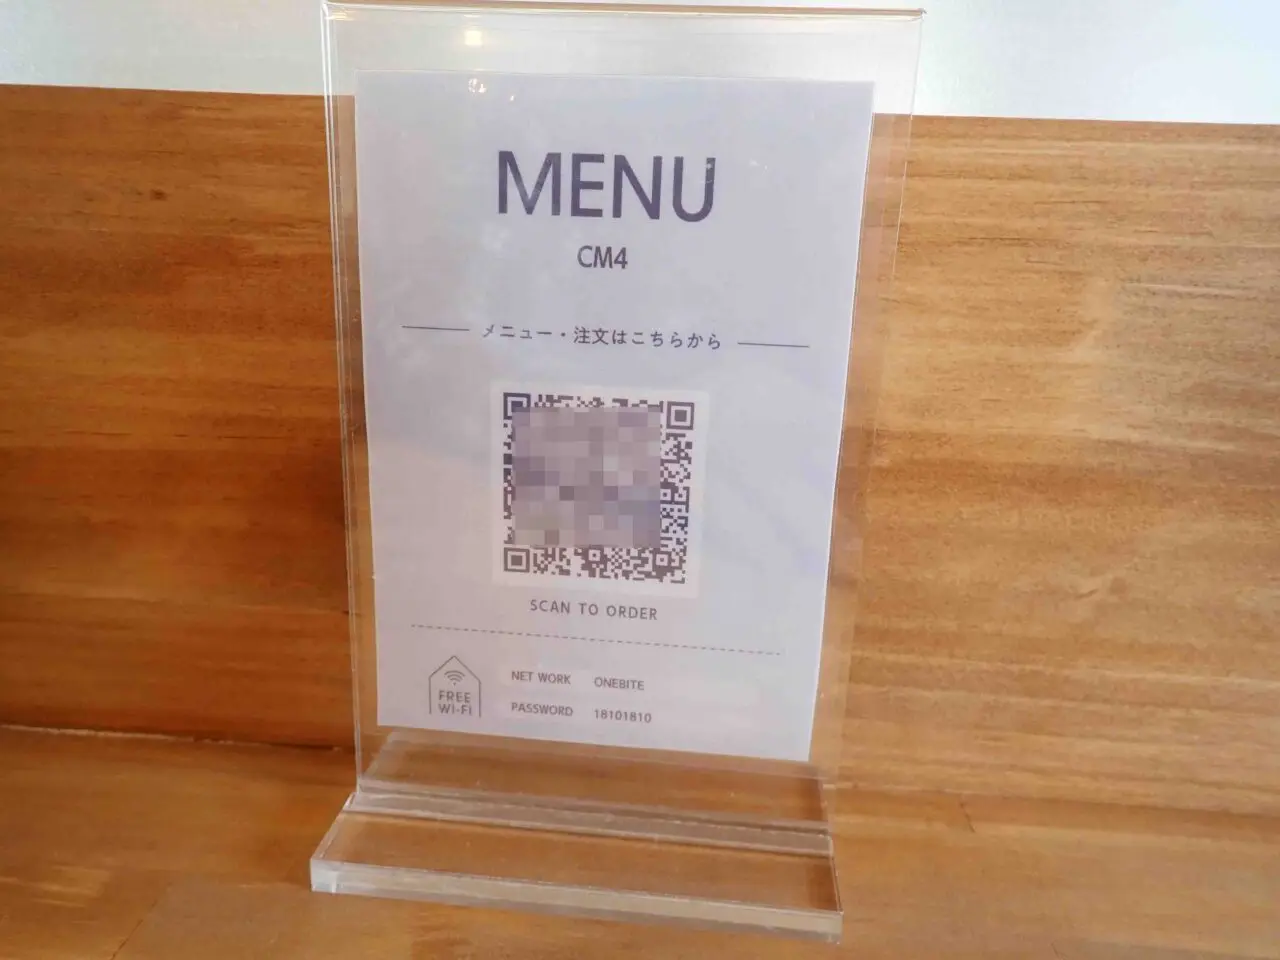 MENU
CM4
メニュー・注文はこちらから
SCAN TO ORDER
FREE
WI-FI
NET WORK ONEBITE
PASSWORD 18101810